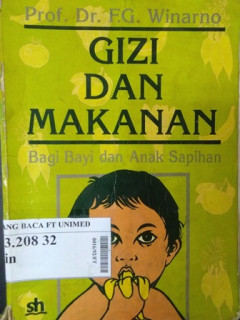 Prof. Dr. F.G. Winarno
GIZI
DAN
MAKANAN
Bagi Bayi dan Anak Sapihan
ANG BACA FT UNIMED
3.208 32
in
sh